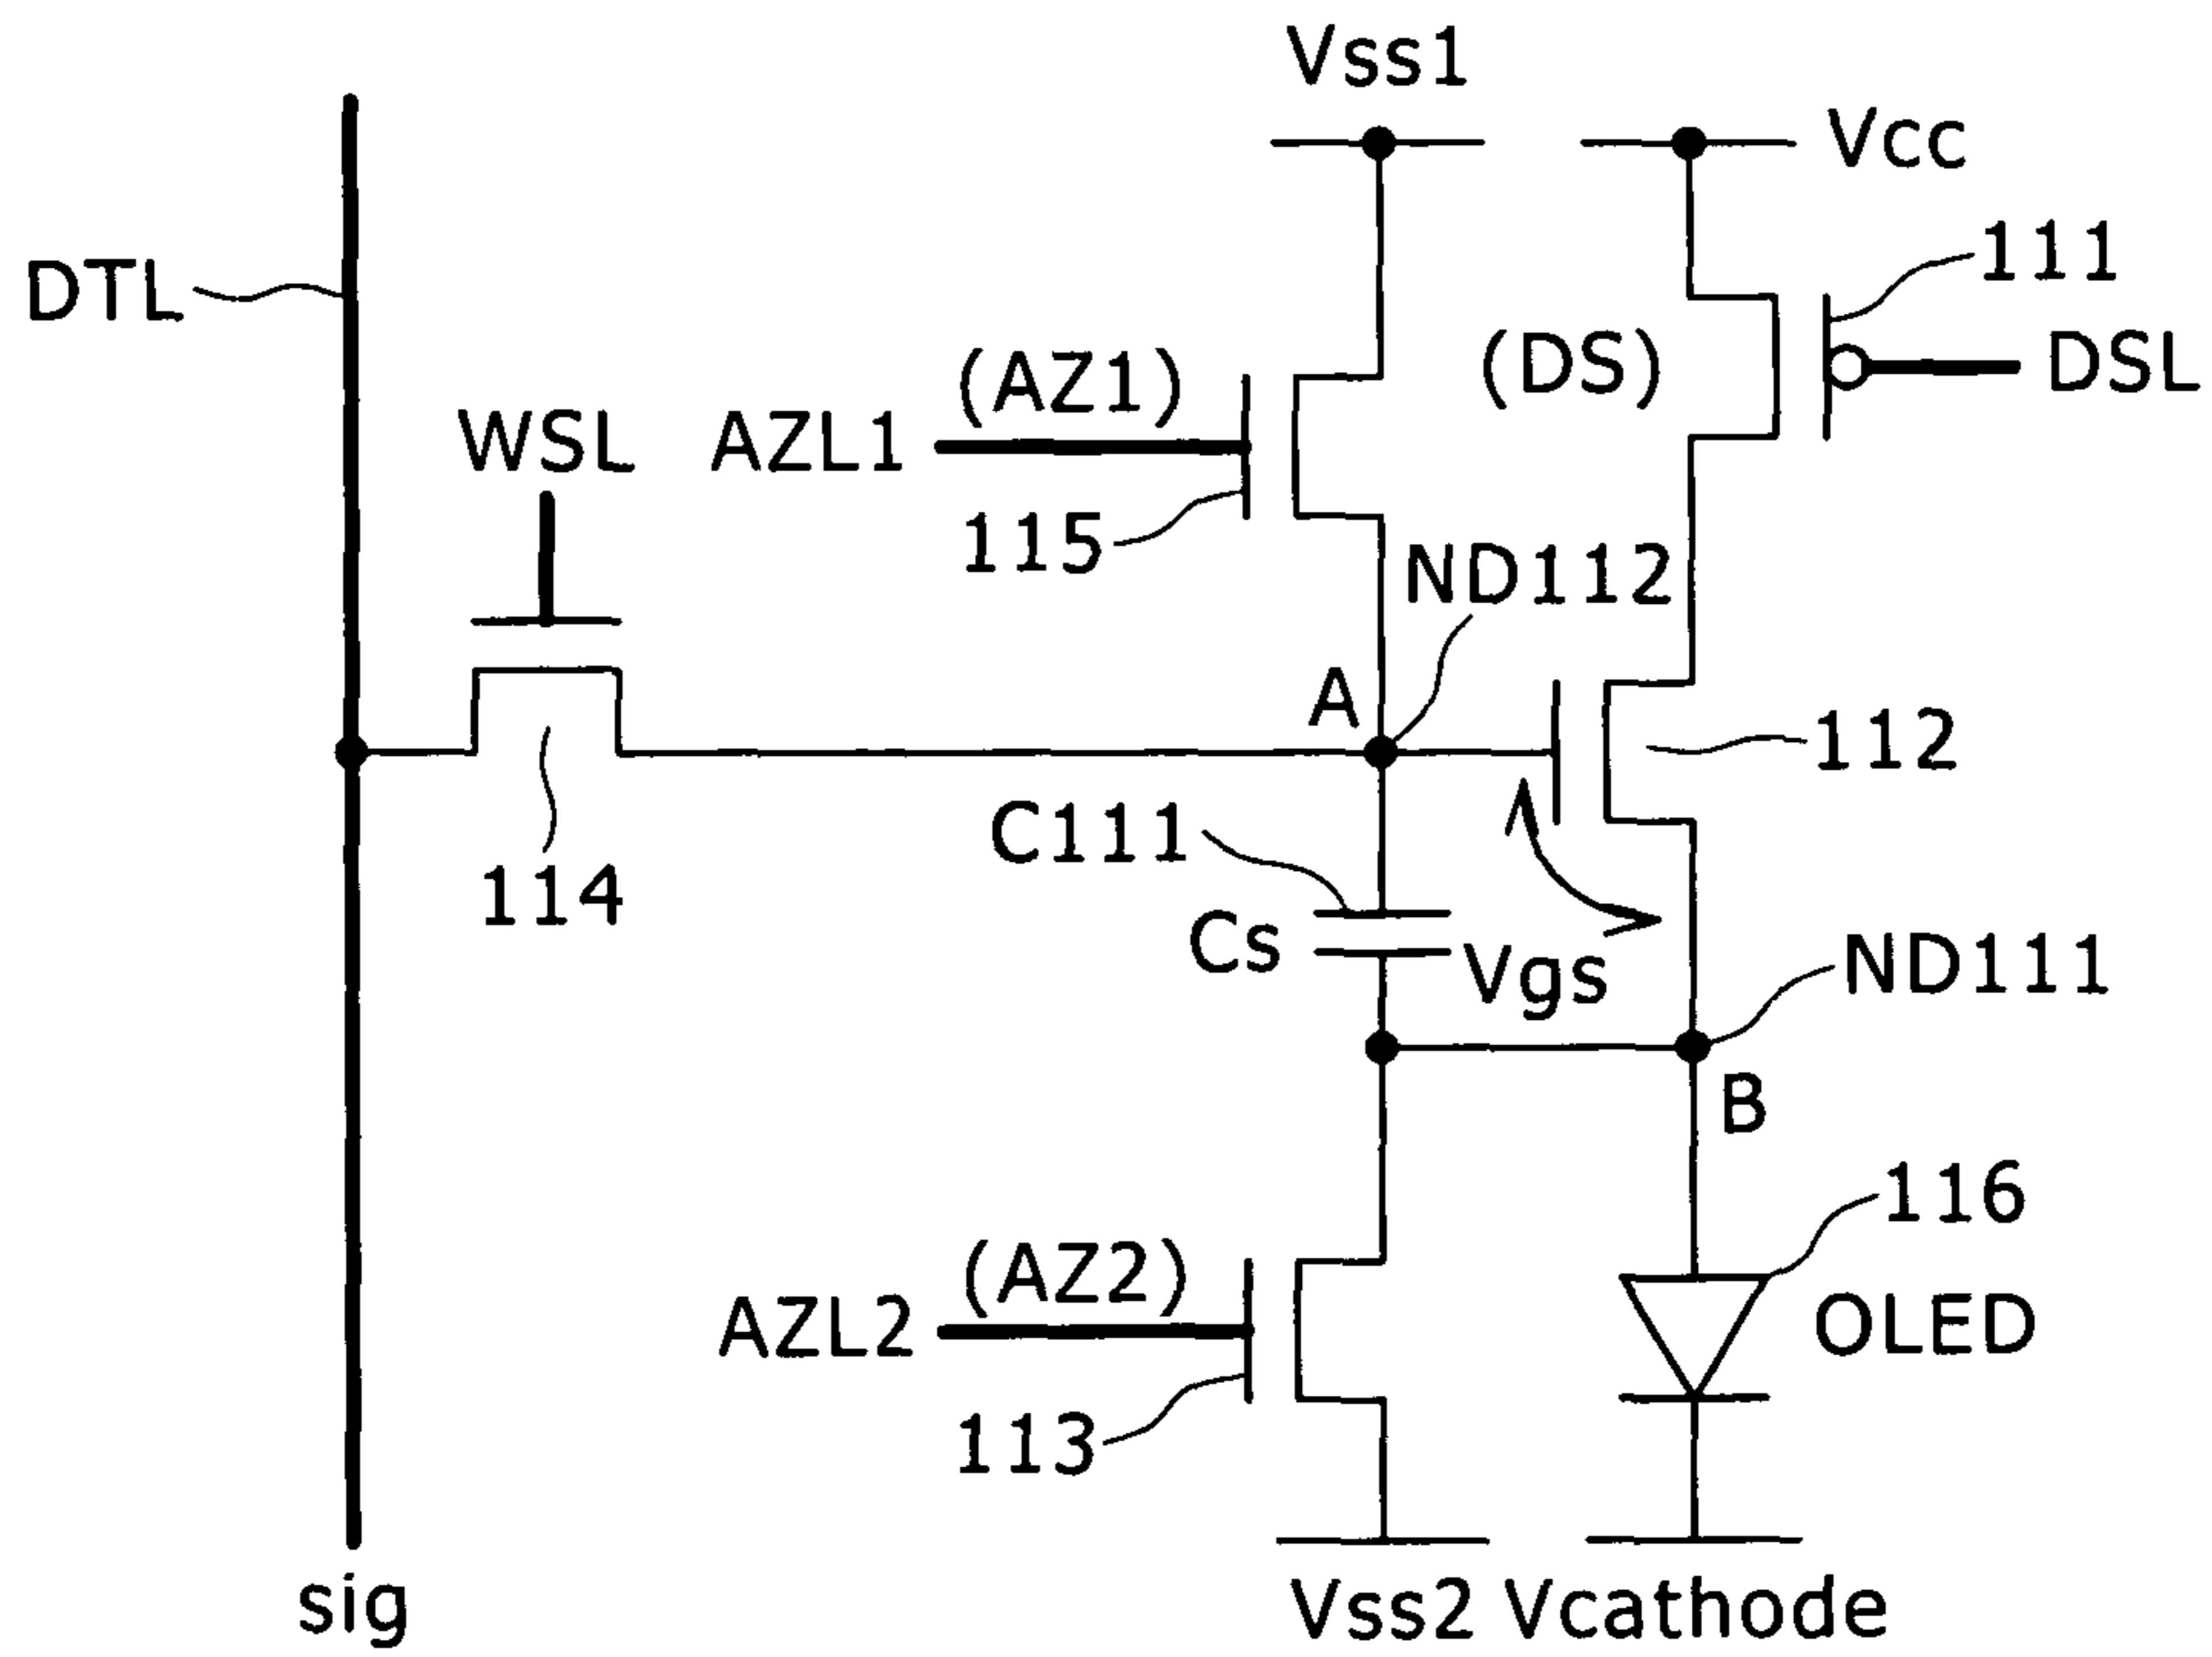 Vss1
Vcc
111
DTL
(DS)
DSL
(AZ1)
WSL
AZL1
115
ND112
A
112
C111
114
Cs
Vgs
ND111
B
116
(AZ2)
AZL2
OLED
113
sig
Vss2
Vcathode